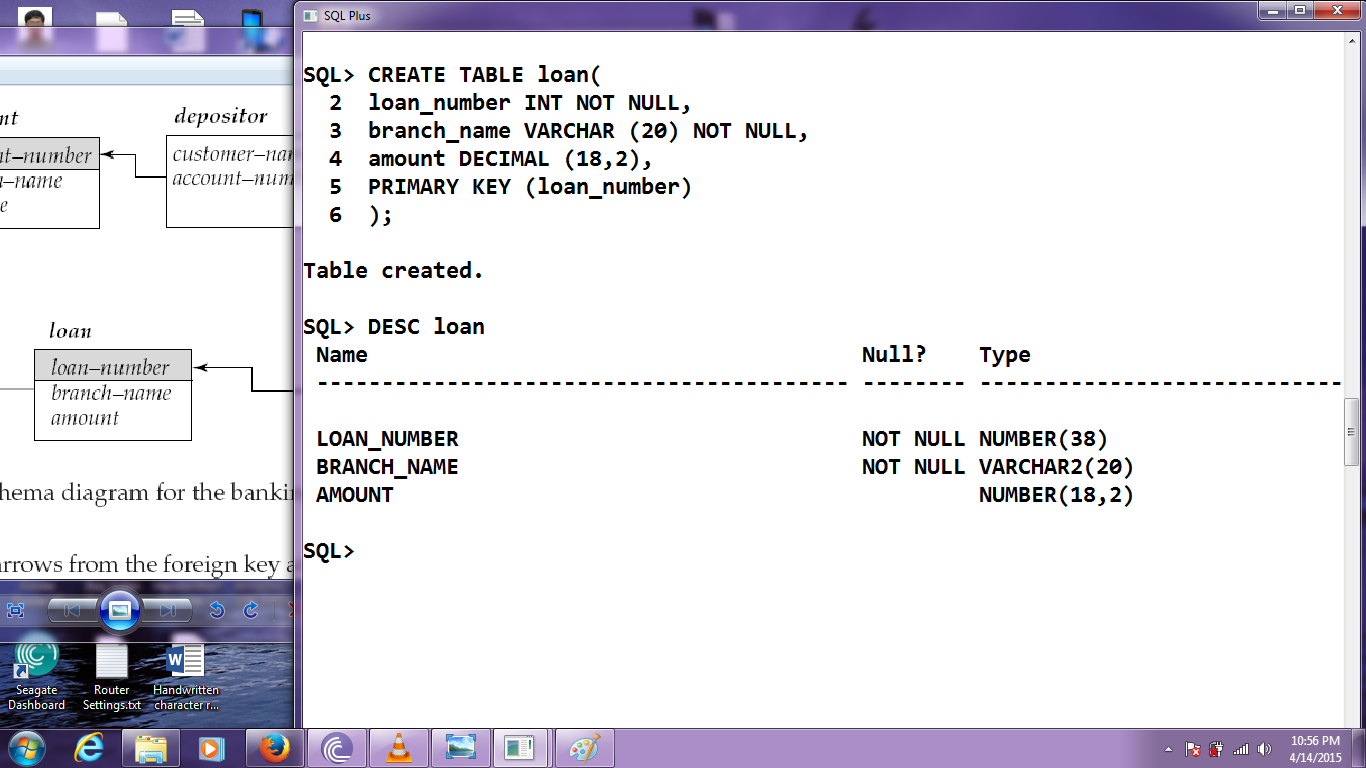 SQL Plus
SQL> CREATE TABLE loan(
2 loan_number INT NOT NULL,
3 branch_name VARCHAR (20) NOT NULL,
4 amount DECIMAL (18,2),
5 PRIMARY KEY (loan_number)
6 );
Table created.
SQL> DESC loan
Name Null? Type
----------------------------------------- -------- ----------------------------
LOAN_NUMBER NOT NULL NUMBER(38)
BRANCH_NAME NOT NULL VARCHAR2(20)
AMOUNT NUMBER(18,2)
SQL>
nt
depositor
nt–number
customer–nam
–name
account–num
e
loan
loan–number
branch–name
amount
hema diagram for the banki
rrows from the foreign key a
Seagate
Dashboard
Router
Settings.txt
Handwritten
character r...
10:56 PM
4/14/2015